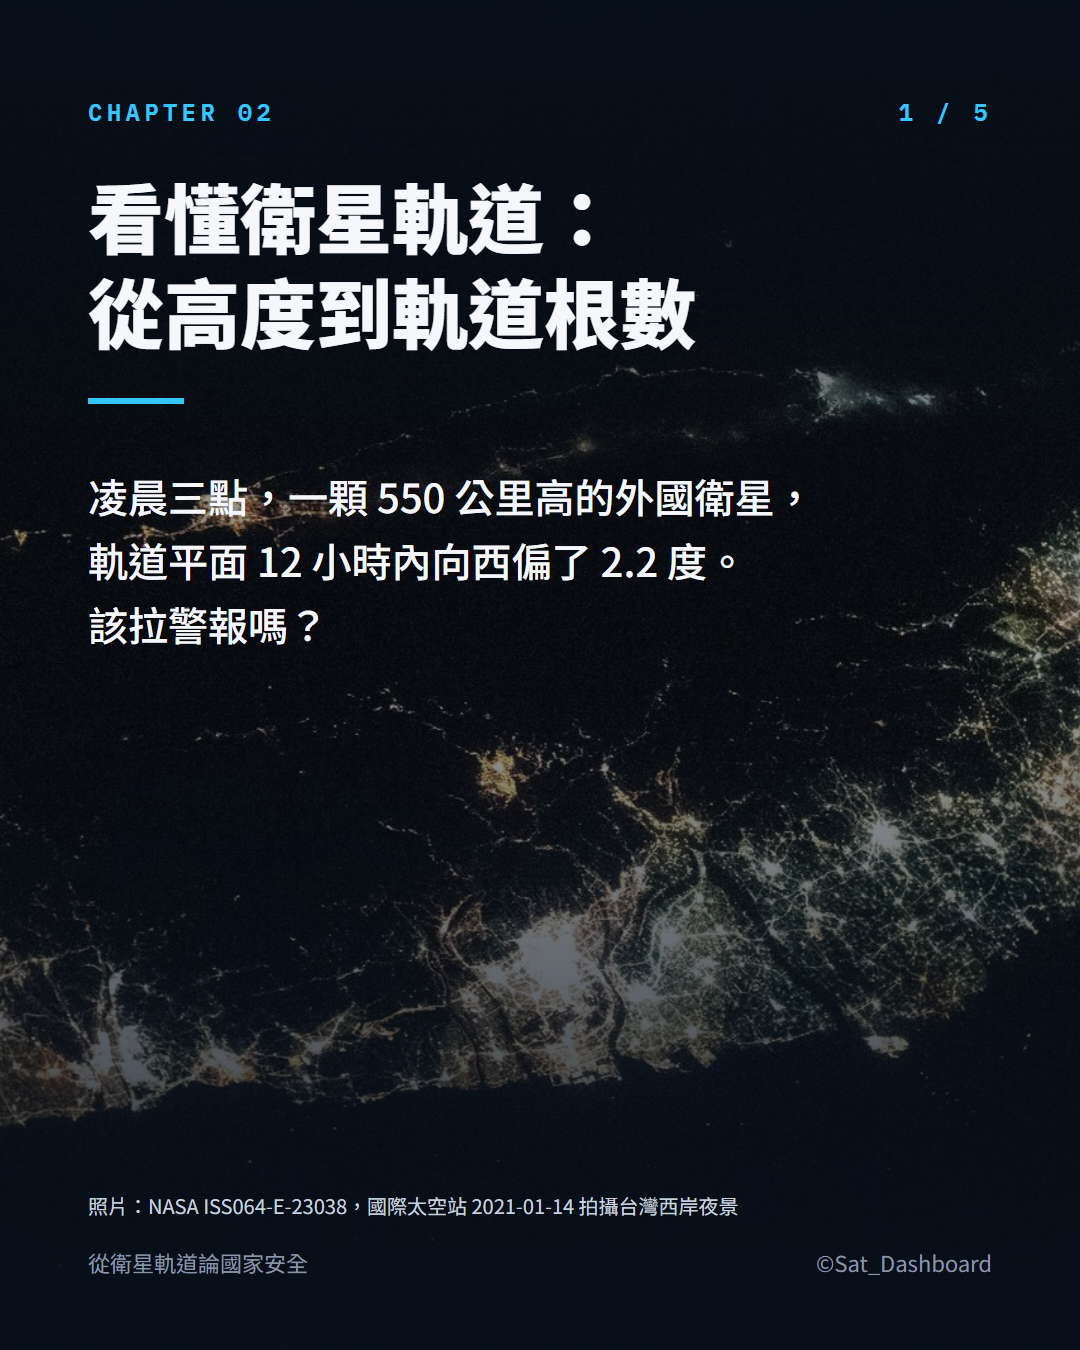 CHAPTER 02
1 / 5
看懂衛星軌道：
從高度到軌道根數
凌晨三點，一顆 550 公里高的外國衛星，
軌道平面 12 小時內向西偏了 2.2 度。
該拉警報嗎？
照片：NASA ISS064-E-23038，國際太空站 2021-01-14 拍攝台灣西岸夜景
從衛星軌道論國家安全
©Sat_Dashboard